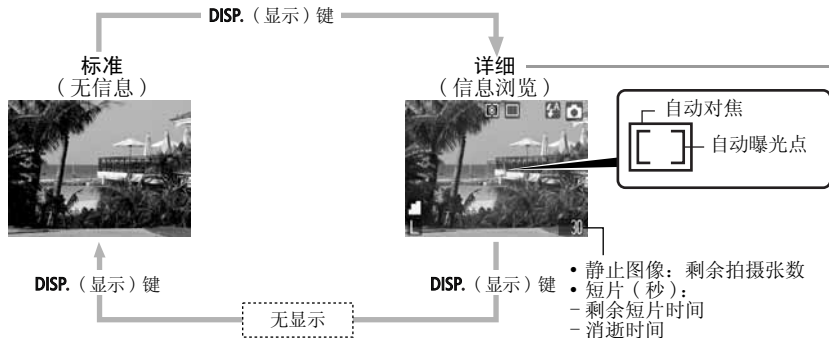 DISP.（显示）键
标准
（无信息）
详细
（信息浏览）
自动对焦
自动曝光点
L
30
DISP.（显示）键
DISP.（显示）键
• 静止图像：剩余拍摄张数
• 短片（秒）：
– 剩余短片时间
– 消逝时间
无显示